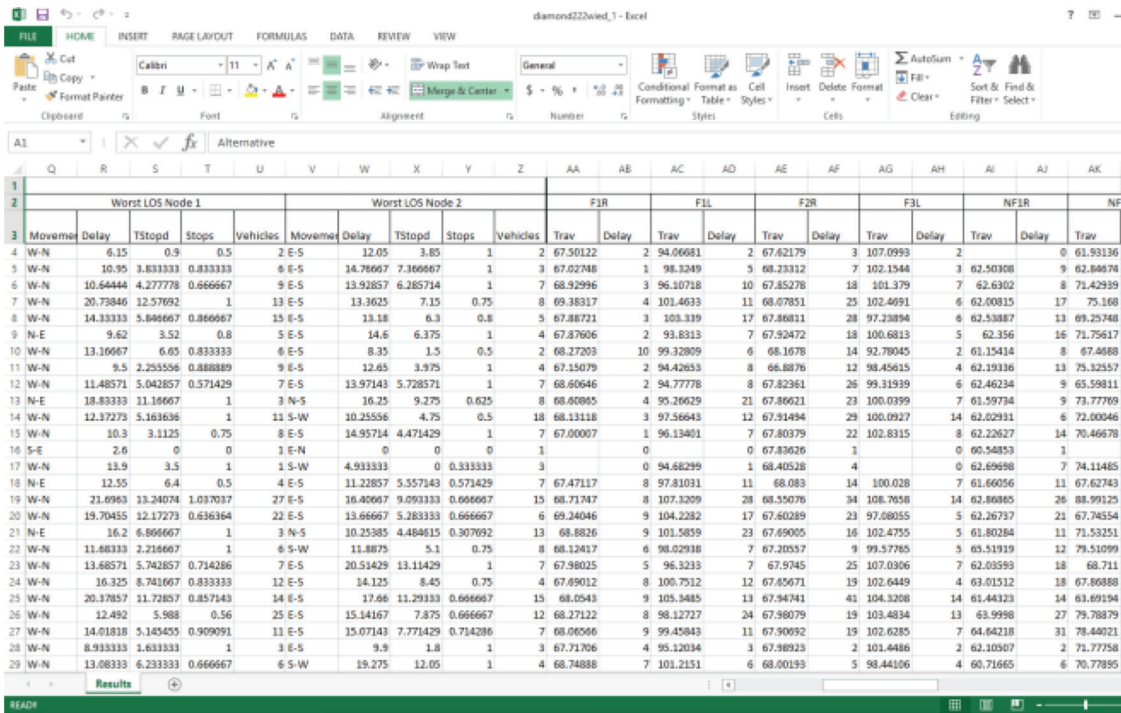 diamond222wied_1 - Excel
FILE HOME INSERT PAGE LAYOUT FORMULAS DATA REVIEW VIEW
Cut Calibri 11 Wrap Text General AutoSum
Copy Fill
Paste Format Painter B I U Merge & Center $ % Conditional Format as Cell Insert Delete Format Clear Sort & Find &
Formatting Table Styles Filter Select
Clipboard Font Alignment Number Styles Cells Editing
A1 fx Alternative
Q R S T U V W X Y Z AA AB AC AD AE AF AG AH AI AJ AK
1
2 Worst LOS Node 1 Worst LOS Node 2 F1R F1L F2R F3L NF1R NF
3 Movemen Delay TStopd Stops Vehicles Movemen Delay TStopd Stops Vehicles Trav Delay Trav Delay Trav Delay Trav Delay Trav Delay Trav
4 W-N 6.15 0.9 0.5 2 E-S 12.05 3.85 1 2 67.50122 2 94.06681 2 67.62179 3 107.0993 2 0 61.93136
5 W-N 10.95 3.833333 0.833333 6 E-S 14.76667 7.366667 1 3 67.02748 1 98.3249 5 68.23312 7 102.1544 3 62.50308 9 62.84674
6 W-N 10.64444 4.277778 0.666667 9 E-S 13.92857 6.285714 1 7 68.92996 3 96.10718 10 67.85278 18 101.379 7 62.6302 8 71.42939
7 W-N 20.73846 12.57692 1 13 E-S 13.3625 7.15 0.75 8 69.38317 4 101.4633 11 68.07851 25 102.4691 6 62.00815 17 75.168
8 W-N 14.33333 5.846667 0.866667 15 E-S 13.18 6.3 0.8 5 67.88721 3 103.339 17 67.86811 28 97.23894 6 62.53887 13 69.25748
9 N-E 9.62 3.52 0.8 5 E-S 14.6 6.375 1 4 67.87606 2 93.8313 7 67.92472 18 100.6813 5 62.356 16 71.75617
10 W-N 13.16667 6.65 0.833333 6 E-S 8.35 1.5 0.5 2 68.27203 10 99.32809 6 68.1678 14 92.78045 2 61.15414 8 67.4688
11 W-N 9.5 2.255556 0.888889 9 E-S 12.65 3.975 1 4 67.15079 2 94.42653 8 66.8876 12 98.45615 4 62.19336 13 75.32557
12 W-N 11.48571 5.042857 0.571429 7 E-S 13.97143 5.728571 1 7 68.60646 2 94.77778 8 67.82361 26 99.31939 6 62.46234 9 65.59811
13 N-E 18.83333 11.16667 1 3 N-S 16.25 9.275 0.625 8 68.60865 4 95.26629 21 67.86621 23 100.0399 7 61.59734 9 73.77769
14 W-N 12.37273 5.163636 1 11 S-W 10.25556 4.75 0.5 18 68.13118 3 97.56643 12 67.91494 29 100.0927 14 62.02931 6 72.00046
15 W-N 10.3 3.1125 0.75 8 E-S 14.95714 4.471429 1 7 67.00007 1 96.13401 7 67.80379 22 102.8315 8 62.22627 14 70.46678
16 S-E 2.6 0 0 1 E-N 0 0 0 1 0 0 67.83626 1 0 60.54853 1
17 W-N 13.9 3.5 1 1 S-W 4.933333 0 0.333333 3 0 94.68299 1 68.40528 4 0 62.69698 7 74.11485
18 N-E 12.55 6.4 0.5 4 E-S 11.22857 5.557143 0.571429 7 67.47117 8 97.81031 11 68.083 14 100.028 7 61.66056 11 67.62743
19 W-N 21.6963 13.24074 1.037037 27 E-S 16.40667 9.093333 0.666667 15 68.71747 8 107.3209 28 68.55076 34 108.7658 14 62.86865 26 88.99125
20 W-N 19.70455 12.17273 0.636364 22 E-S 13.66667 5.283333 0.666667 6 69.24046 9 104.2282 17 67.60289 23 97.08055 5 62.26737 21 67.74554
21 N-E 16.2 6.866667 1 3 N-S 10.25385 4.484615 0.307692 13 68.8826 9 101.5859 23 67.69005 16 102.4755 5 61.80284 11 71.53251
22 W-N 11.68333 2.216667 1 6 S-W 11.8875 5.1 0.75 8 68.12417 6 98.02938 7 67.20557 9 99.57765 5 65.51919 12 79.51099
23 W-N 13.68571 5.742857 0.714286 7 E-S 20.51429 13.11429 1 7 67.98025 5 96.3233 7 67.9745 25 107.0306 7 62.03593 18 68.711
24 W-N 16.325 8.741667 0.833333 12 E-S 14.125 8.45 0.75 4 67.69012 8 100.7512 12 67.65671 19 102.6449 4 63.01512 18 67.86888
25 W-N 20.37857 11.72857 0.857143 14 E-S 17.66 11.29333 0.666667 15 68.0543 9 105.3485 13 67.94741 41 104.3208 14 61.44323 14 63.69194
26 W-N 12.492 5.988 0.56 25 E-S 15.14167 7.875 0.666667 12 68.27122 8 98.12727 24 67.98079 19 103.4834 13 63.9998 27 79.78879
27 W-N 14.01818 5.145455 0.909091 11 E-S 15.07143 7.771429 0.714286 7 68.06566 9 99.45843 11 67.90692 19 102.6285 7 64.64218 31 78.44021
28 W-N 8.933333 1.633333 1 3 E-S 9.9 1.8 1 3 67.71706 4 95.12034 3 67.98923 2 101.4486 2 62.10507 2 71.77758
29 W-N 13.08333 6.233333 0.666667 6 S-W 19.275 12.05 1 4 68.74888 7 101.2151 6 68.00193 5 98.44106 4 60.71665 6 70.77895
Results
READY